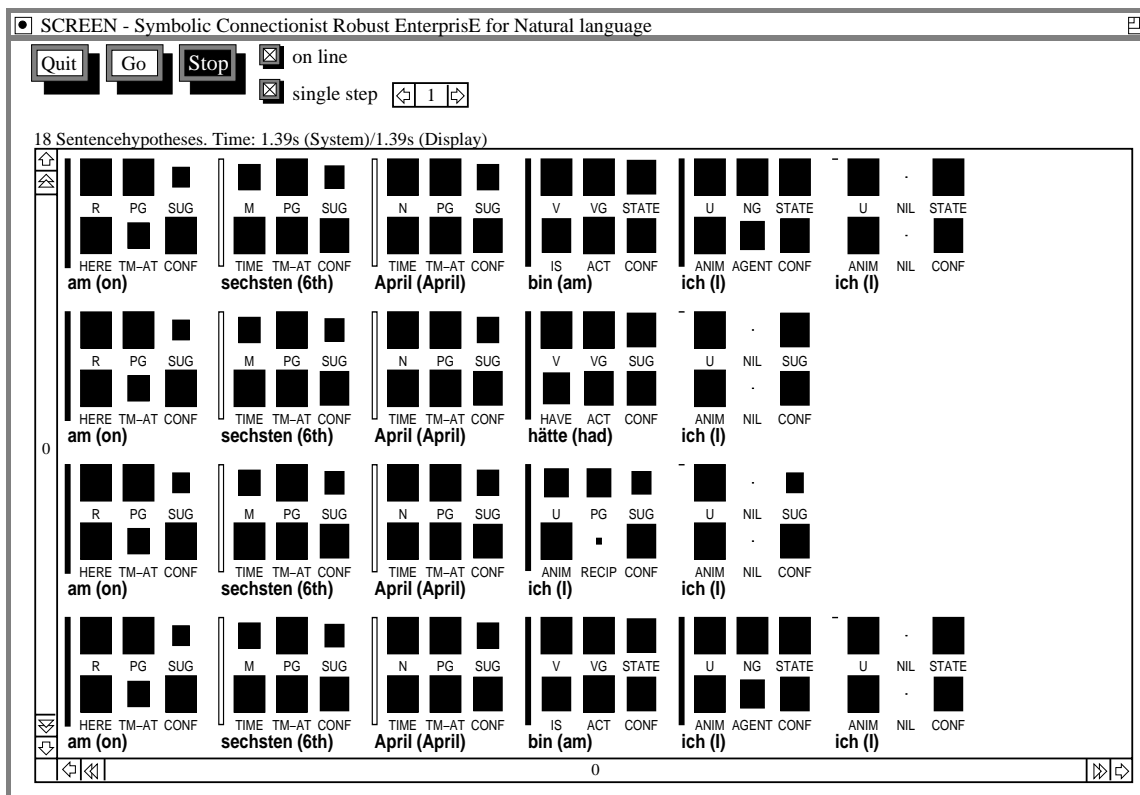 SCREEN - Symbolic Connectionist Robust EnterprisE for Natural language
Quit Go Stop on line
single step 1
18 Sentencehypotheses. Time: 1.39s (System)/1.39s (Display)
R PG SUG M PG SUG N PG SUG V VG STATE U NG STATE U NIL STATE
HERE TM–AT CONF TIME TM–AT CONF TIME TM–AT CONF IS ACT CONF ANIM AGENT CONF ANIM NIL CONF
am (on) sechsten (6th) April (April) bin (am) ich (I) ich (I)
R PG SUG M PG SUG N PG SUG V VG SUG U NIL SUG
HERE TM–AT CONF TIME TM–AT CONF TIME TM–AT CONF HAVE ACT CONF ANIM NIL CONF
am (on) sechsten (6th) April (April) hätte (had) ich (I)
0
R PG SUG M PG SUG N PG SUG U PG SUG U NIL SUG
HERE TM–AT CONF TIME TM–AT CONF TIME TM–AT CONF ANIM RECIP CONF ANIM NIL CONF
am (on) sechsten (6th) April (April) ich (I) ich (I)
R PG SUG M PG SUG N PG SUG V VG STATE U NG STATE U NIL STATE
HERE TM–AT CONF TIME TM–AT CONF TIME TM–AT CONF IS ACT CONF ANIM AGENT CONF ANIM NIL CONF
am (on) sechsten (6th) April (April) bin (am) ich (I) ich (I)
0